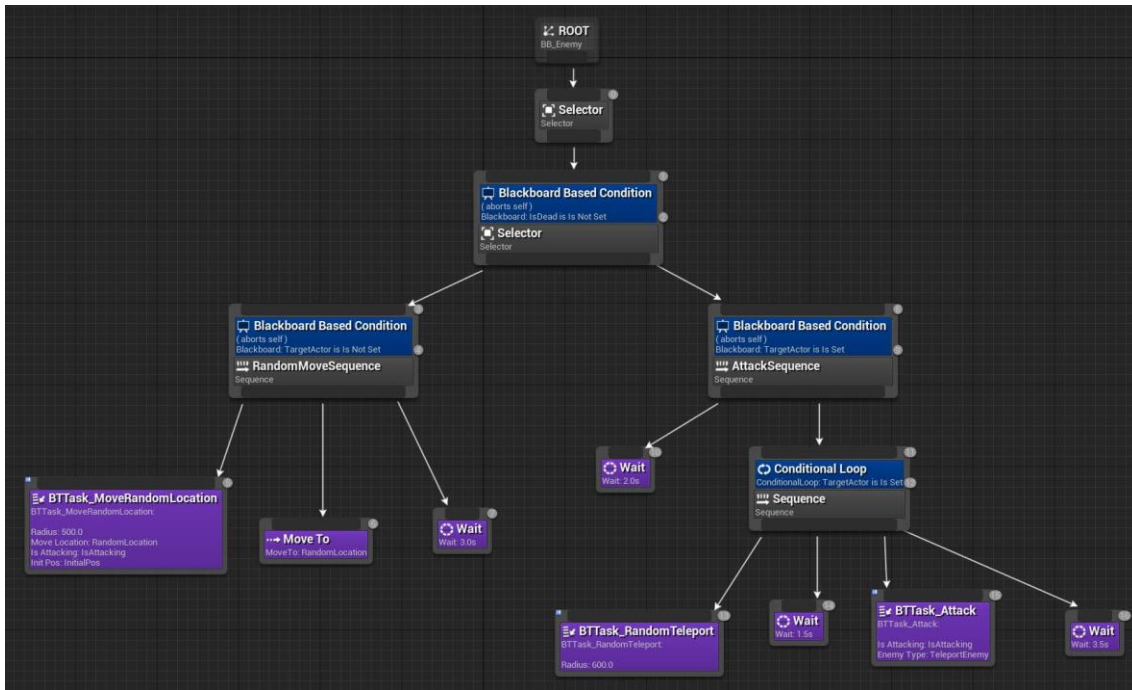 ROOT
BB_Enemy
Selector
Selector
Blackboard Based Condition
( aborts self )
Blackboard: IsDead is Is Not Set
Selector
Selector
Blackboard Based Condition
( aborts self )
Blackboard: TargetActor is Is Not Set
RandomMoveSequence
Sequence
Blackboard Based Condition
( aborts self )
Blackboard: TargetActor is Is Set
AttackSequence
Sequence
BTTask_MoveRandomLocation
BTTask_MoveRandomLocation:
Radius: 500.0
Move Location: RandomLocation
Is Attacking: IsAttacking
Init Pos: InitialPos
Move To
MoveTo: RandomLocation
Wait
Wait: 3.0s
Wait
Wait: 2.0s
Conditional Loop
ConditionalLoop: TargetActor is Is Set
Sequence
Sequence
BTTask_RandomTeleport
BTTask_RandomTeleport:
Radius: 600.0
Wait
Wait: 1.5s
BTTask_Attack
BTTask_Attack:
Is Attacking: IsAttacking
Enemy Type: TeleportEnemy
Wait
Wait: 3.5s